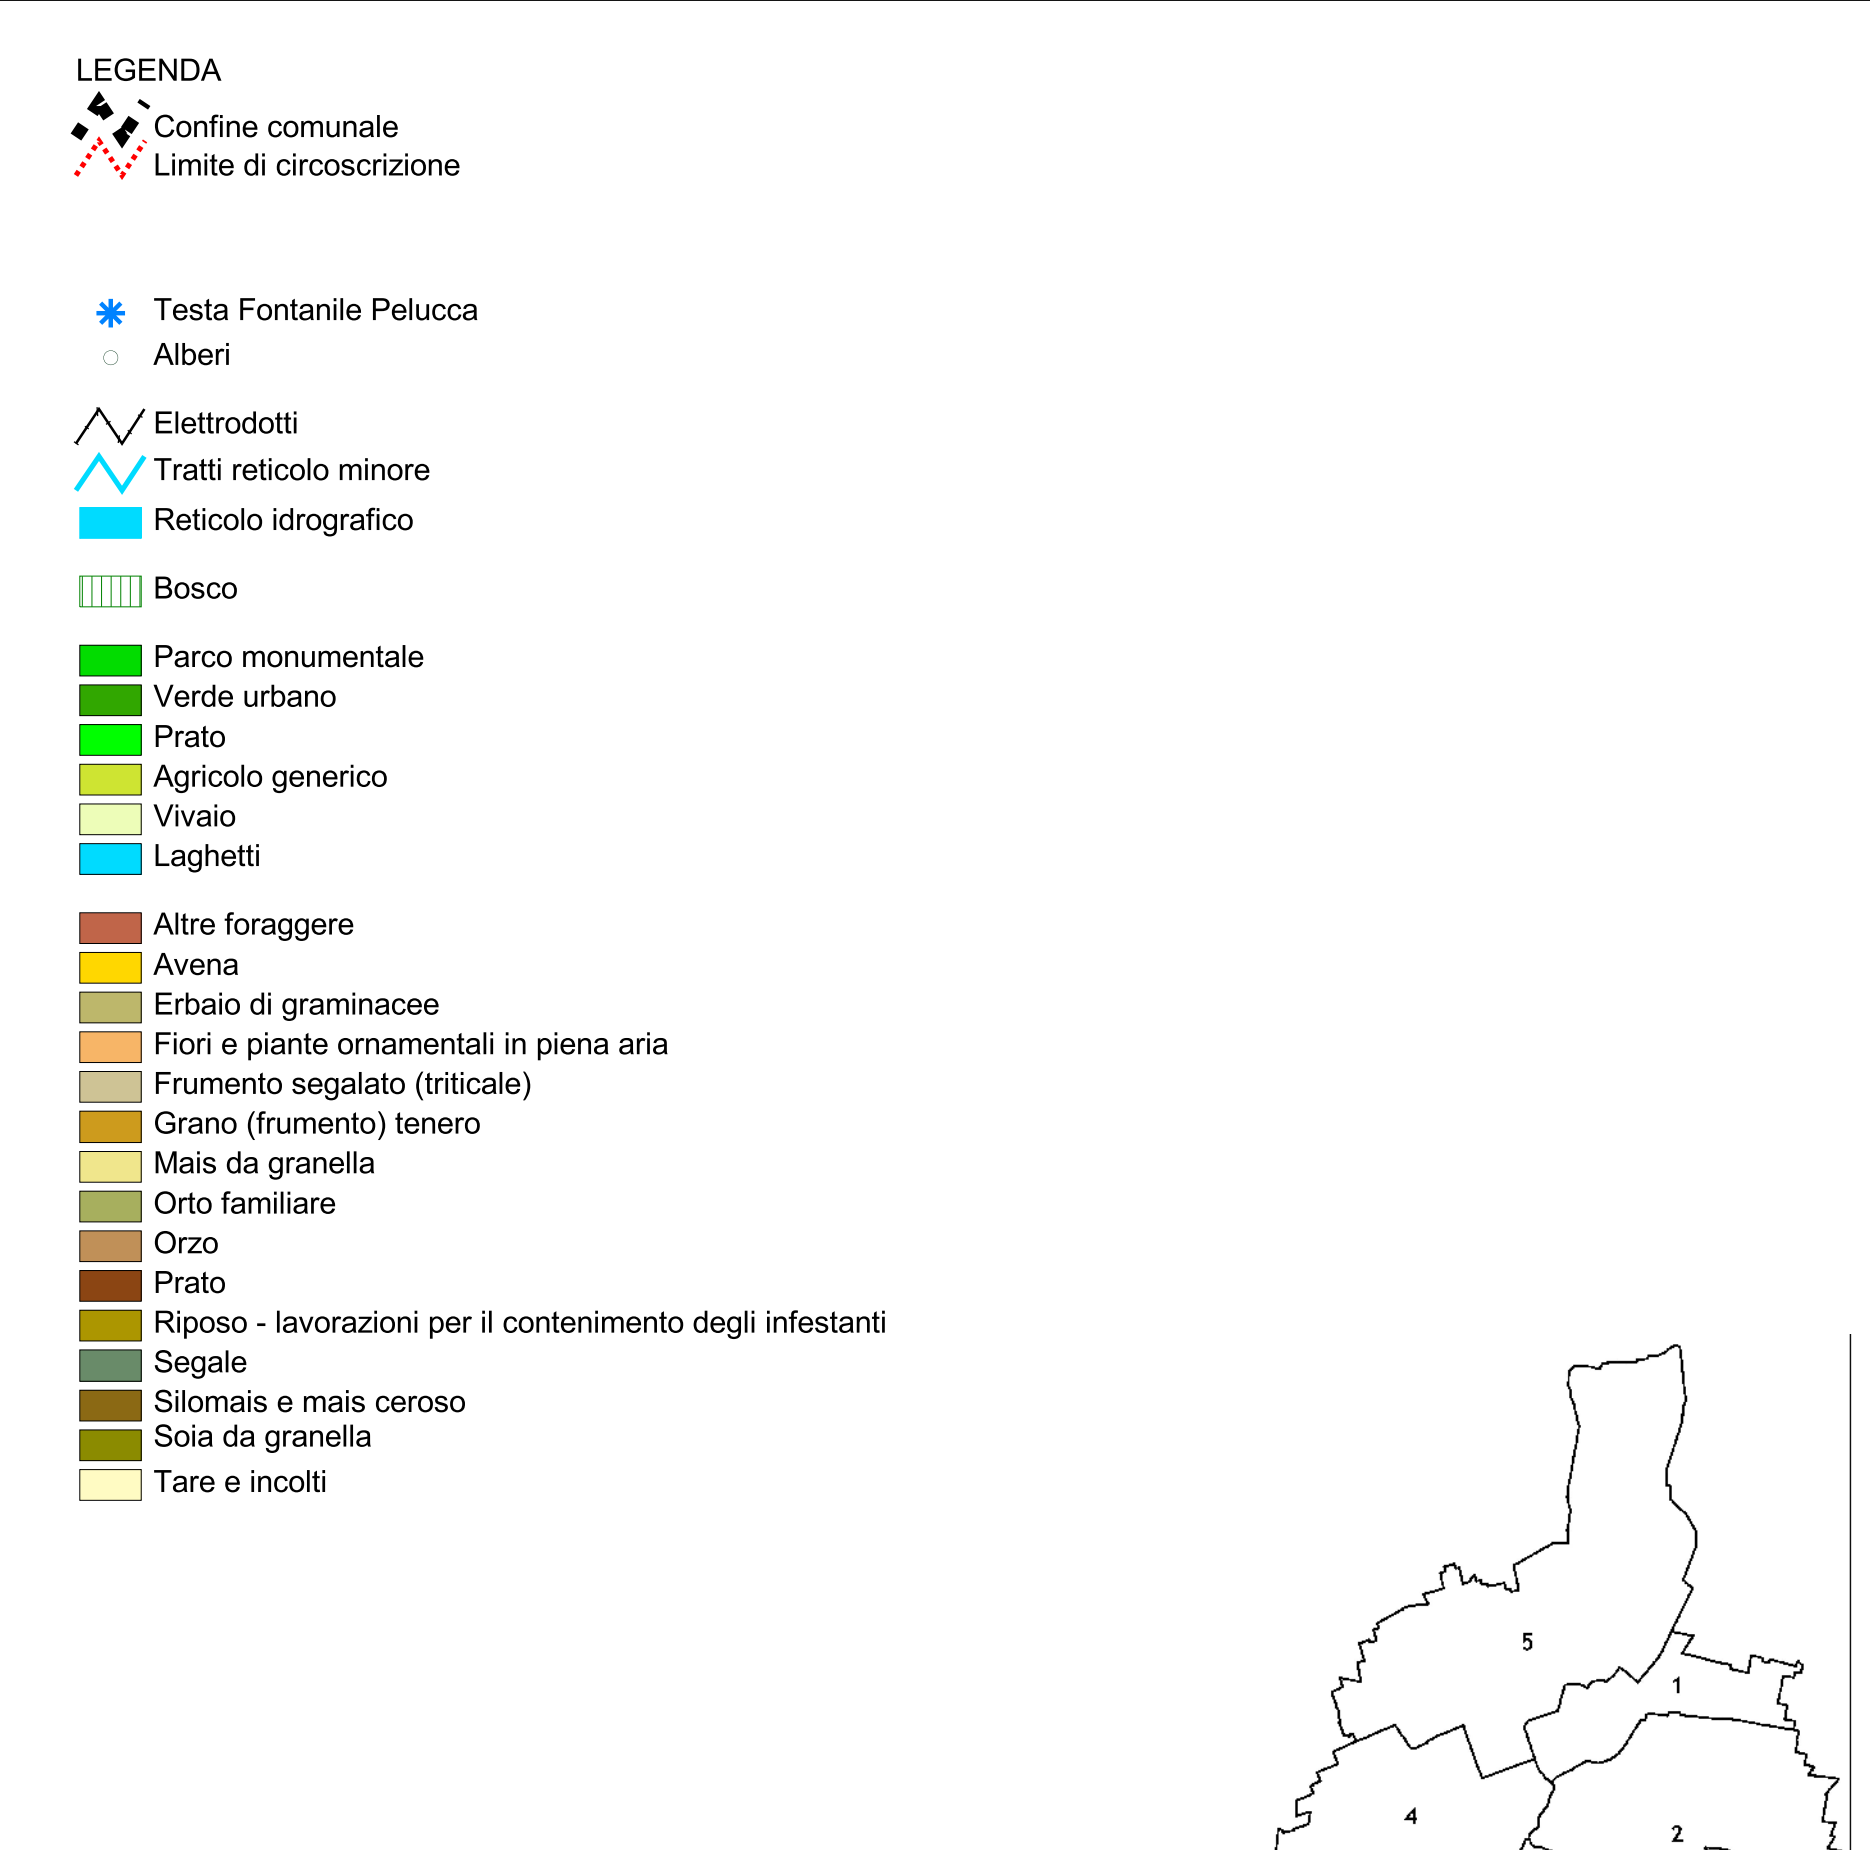 LEGENDA
Confine comunale
Limite di circoscrizione
Testa Fontanile Pelucca
Alberi
Elettrodotti
Tratti reticolo minore
Reticolo idrografico
Bosco
Parco monumentale
Verde urbano
Prato
Agricolo generico
Vivaio
Laghetti
Altre foraggere
Avena
Erbaio di graminacee
Fiori e piante ornamentali in piena aria
Frumento segalato (triticale)
Grano (frumento) tenero
Mais da granella
Orto familiare
Orzo
Prato
Riposo - lavorazioni per il contenimento degli infestanti
Segale
Silomais e mais ceroso
Soia da granella
Tare e incolti
5
1
4
2